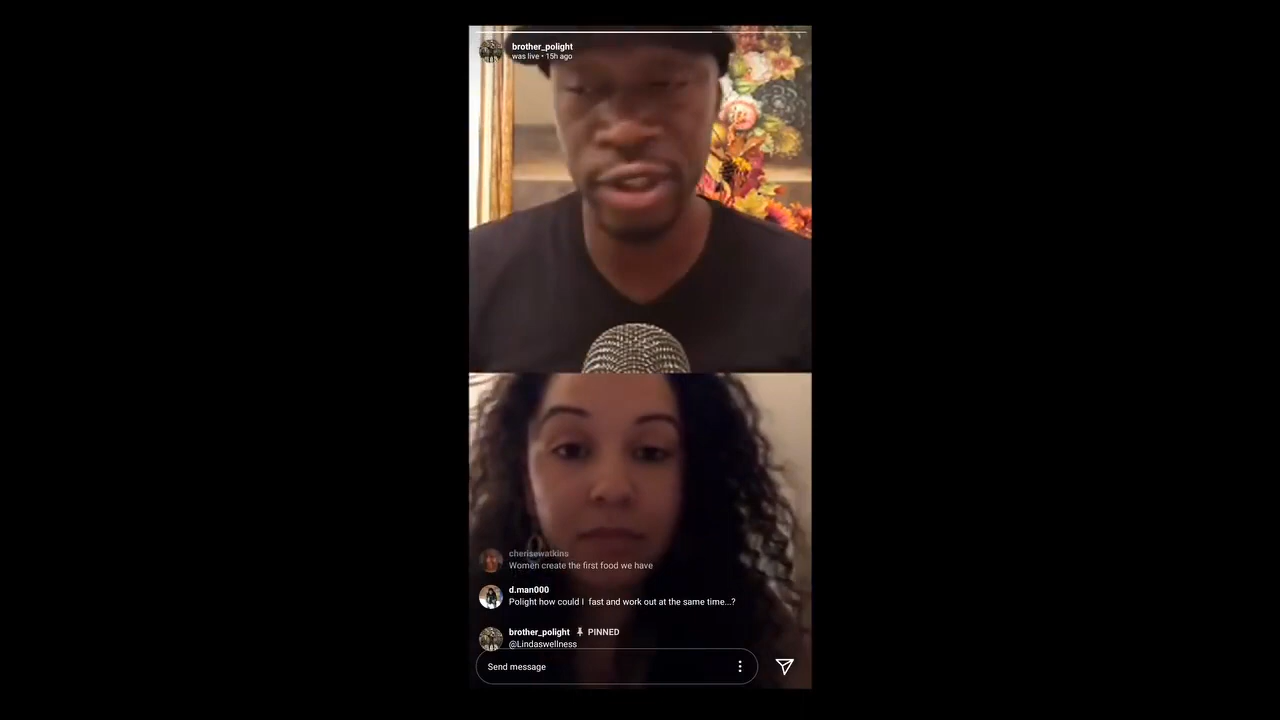 brother_polight
was live • 15h ago
cherisewatkins
Women create the first food we have
d.man000
Polight how could I fast and work out at the same time...?
brother_polight PINNED
@Lindaswellness
Send message